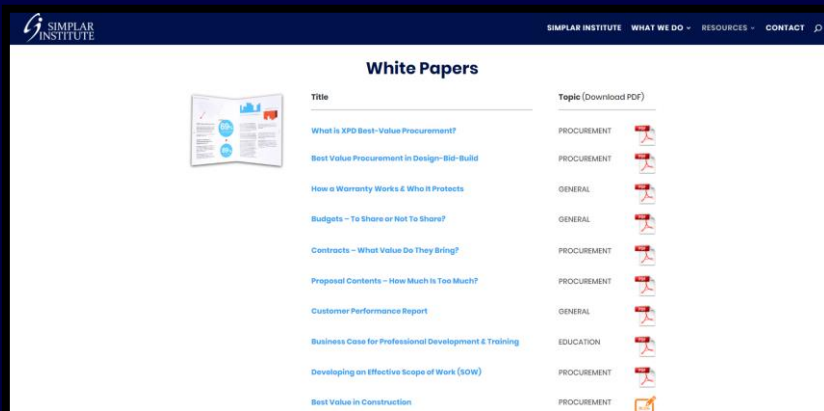 SIMPLAR
INSTITUTE
SIMPLAR INSTITUTE WHAT WE DO RESOURCES CONTACT
White Papers
Title Topic (Download PDF)
What is XPD Best-Value Procurement? PROCUREMENT
Best Value Procurement in Design-Bid-Build PROCUREMENT
How a Warranty Works & Who It Protects GENERAL
Budgets – To Share or Not To Share? GENERAL
Contracts – What Value Do They Bring? PROCUREMENT
Proposal Contents – How Much Is Too Much? PROCUREMENT
Customer Performance Report GENERAL
Business Case for Professional Development & Training EDUCATION
Developing an Effective Scope of Work (SOW) PROCUREMENT
Best Value in Construction PROCUREMENT